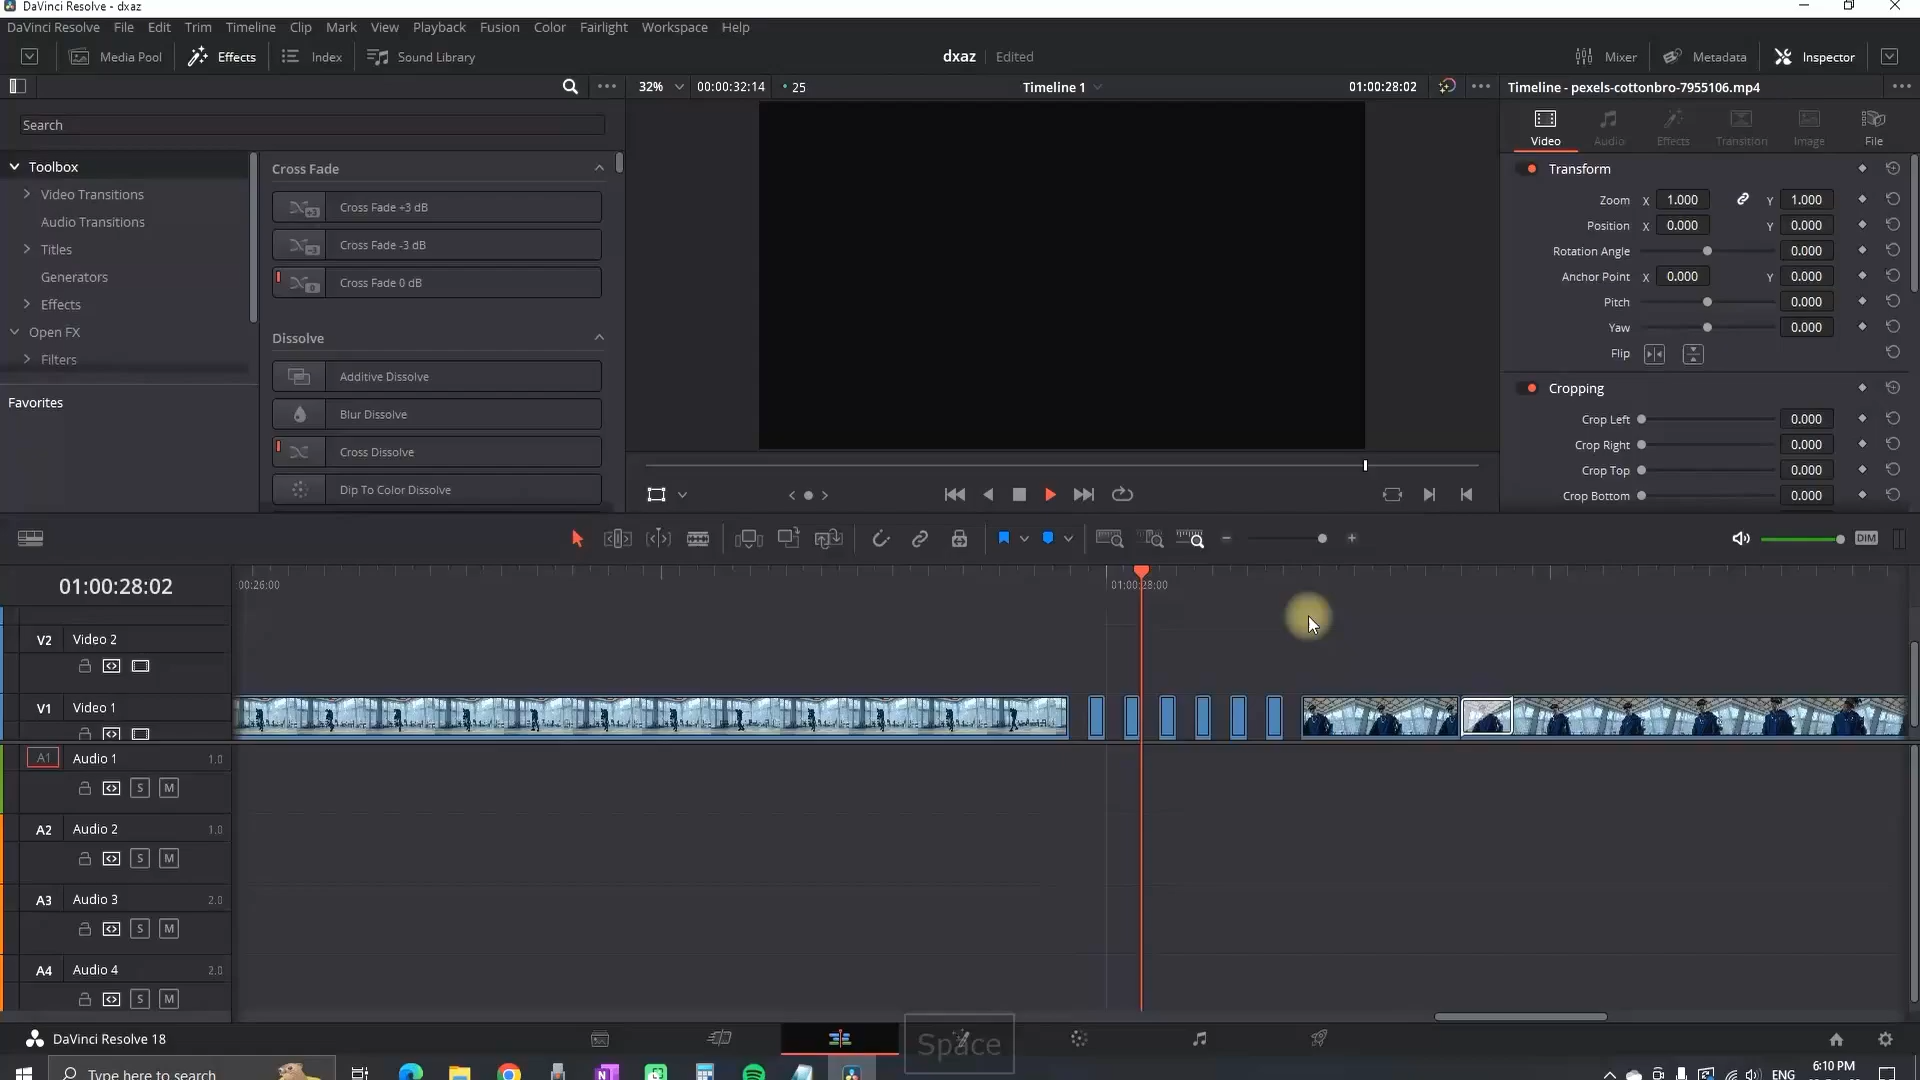 DaVinci Resolve - dxaz
DaVinci Resolve File Edit Trim Timeline Clip Mark View Playback Fusion Color Fairlight Workspace Help
Media Pool Effects Index Sound Library dxaz Edited Mixer Metadata Inspector
32% 00:00:32:14 25 Timeline 1 01:00:28:02 Timeline - pexels-cottonbro-7955106.mp4
Search
Video Audio Effects Transition Image File
Toolbox
Video Transitions
Audio Transitions
Titles
Generators
Effects
Open FX
Filters
Favorites
Cross Fade
Cross Fade +3 dB
Cross Fade -3 dB
Cross Fade 0 dB
Dissolve
Additive Dissolve
Blur Dissolve
Cross Dissolve
Dip To Color Dissolve
Transform
Zoom X 1.000 Y 1.000
Position X 0.000 Y 0.000
Rotation Angle 0.000
Anchor Point X 0.000 Y 0.000
Pitch 0.000
Yaw 0.000
Flip
Cropping
Crop Left 0.000
Crop Right 0.000
Crop Top 0.000
Crop Bottom 0.000
DIM
01:00:28:02 00:26:00 01:00:28:00
V2 Video 2
V1 Video 1
A1 Audio 1 1.0
S M
A2 Audio 2 1.0
S M
A3 Audio 3 2.0
S M
A4 Audio 4 2.0
S M
DaVinci Resolve 18
Space
Type here to search
ENG
6:10 PM